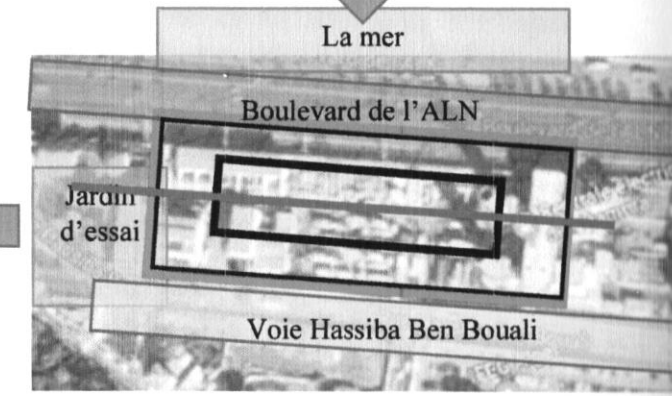 La mer
Boulevard de l'ALN
Jardin
d'essai
Voie Hassiba Ben Bouali